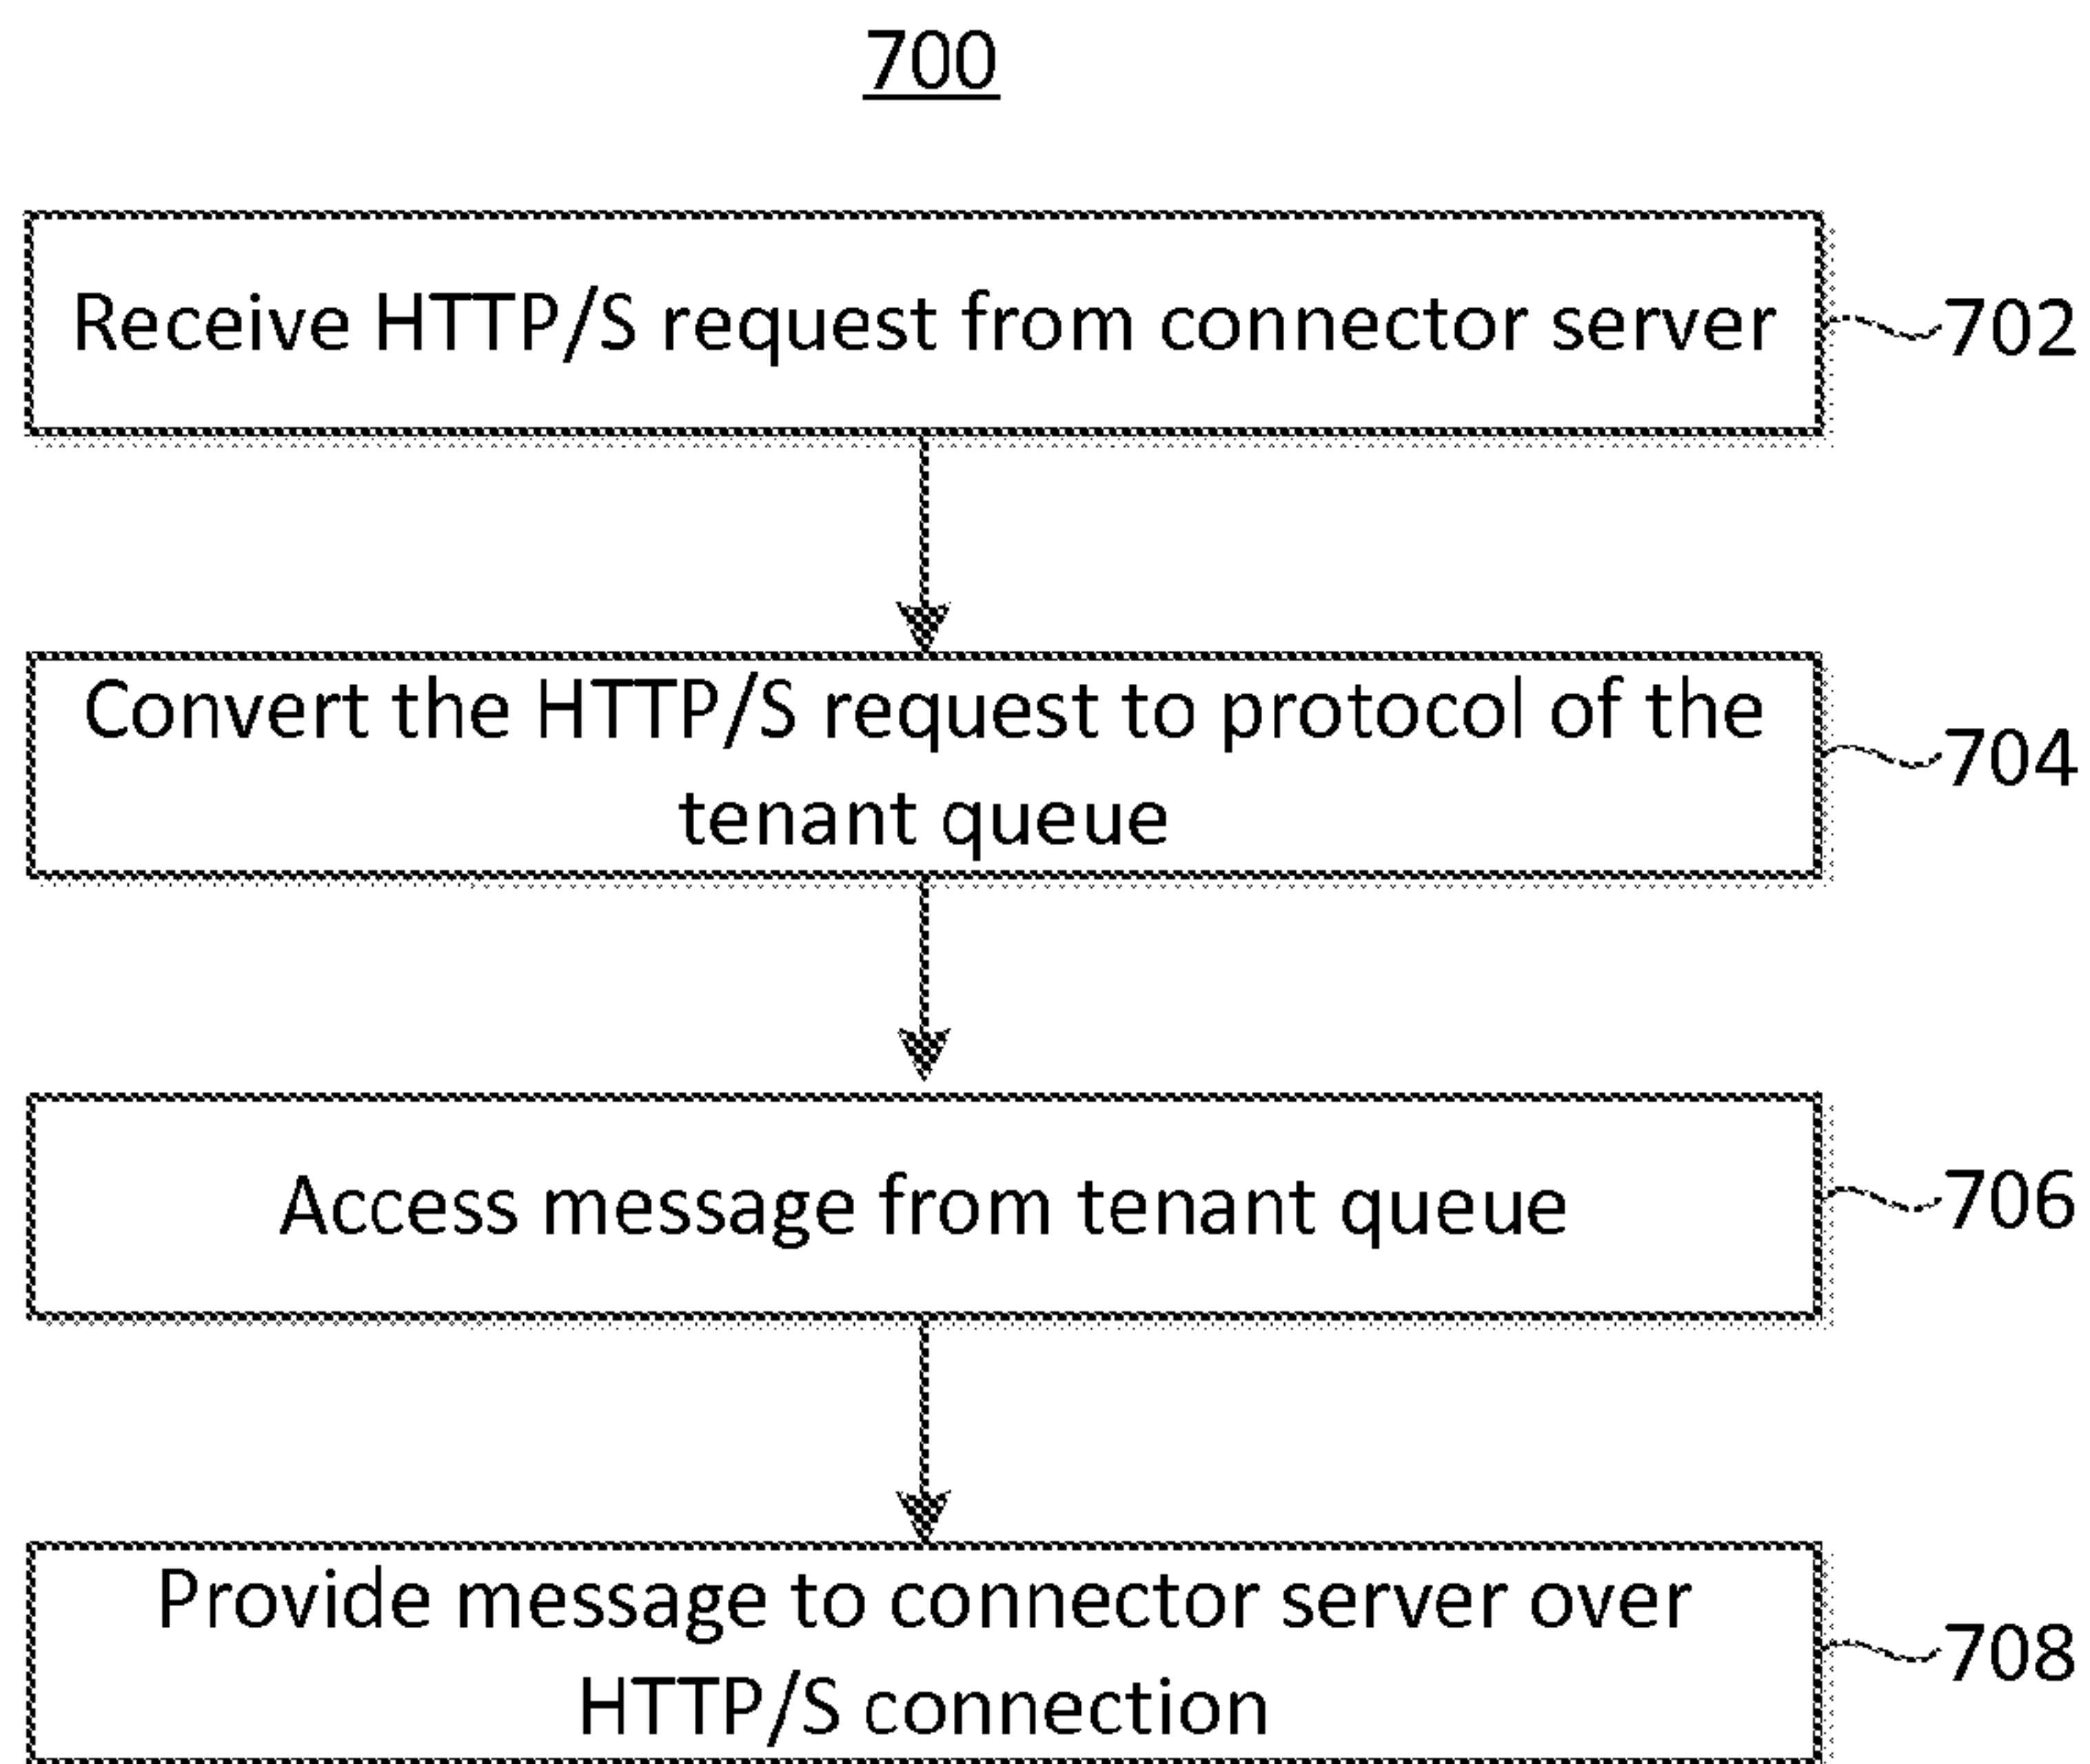 700
Receive HTTP/S request from connector server
702
Convert the HTTP/S request to protocol of the
tenant queue
704
Access message from tenant queue
706
Provide message to connector server over
HTTP/S connection
708